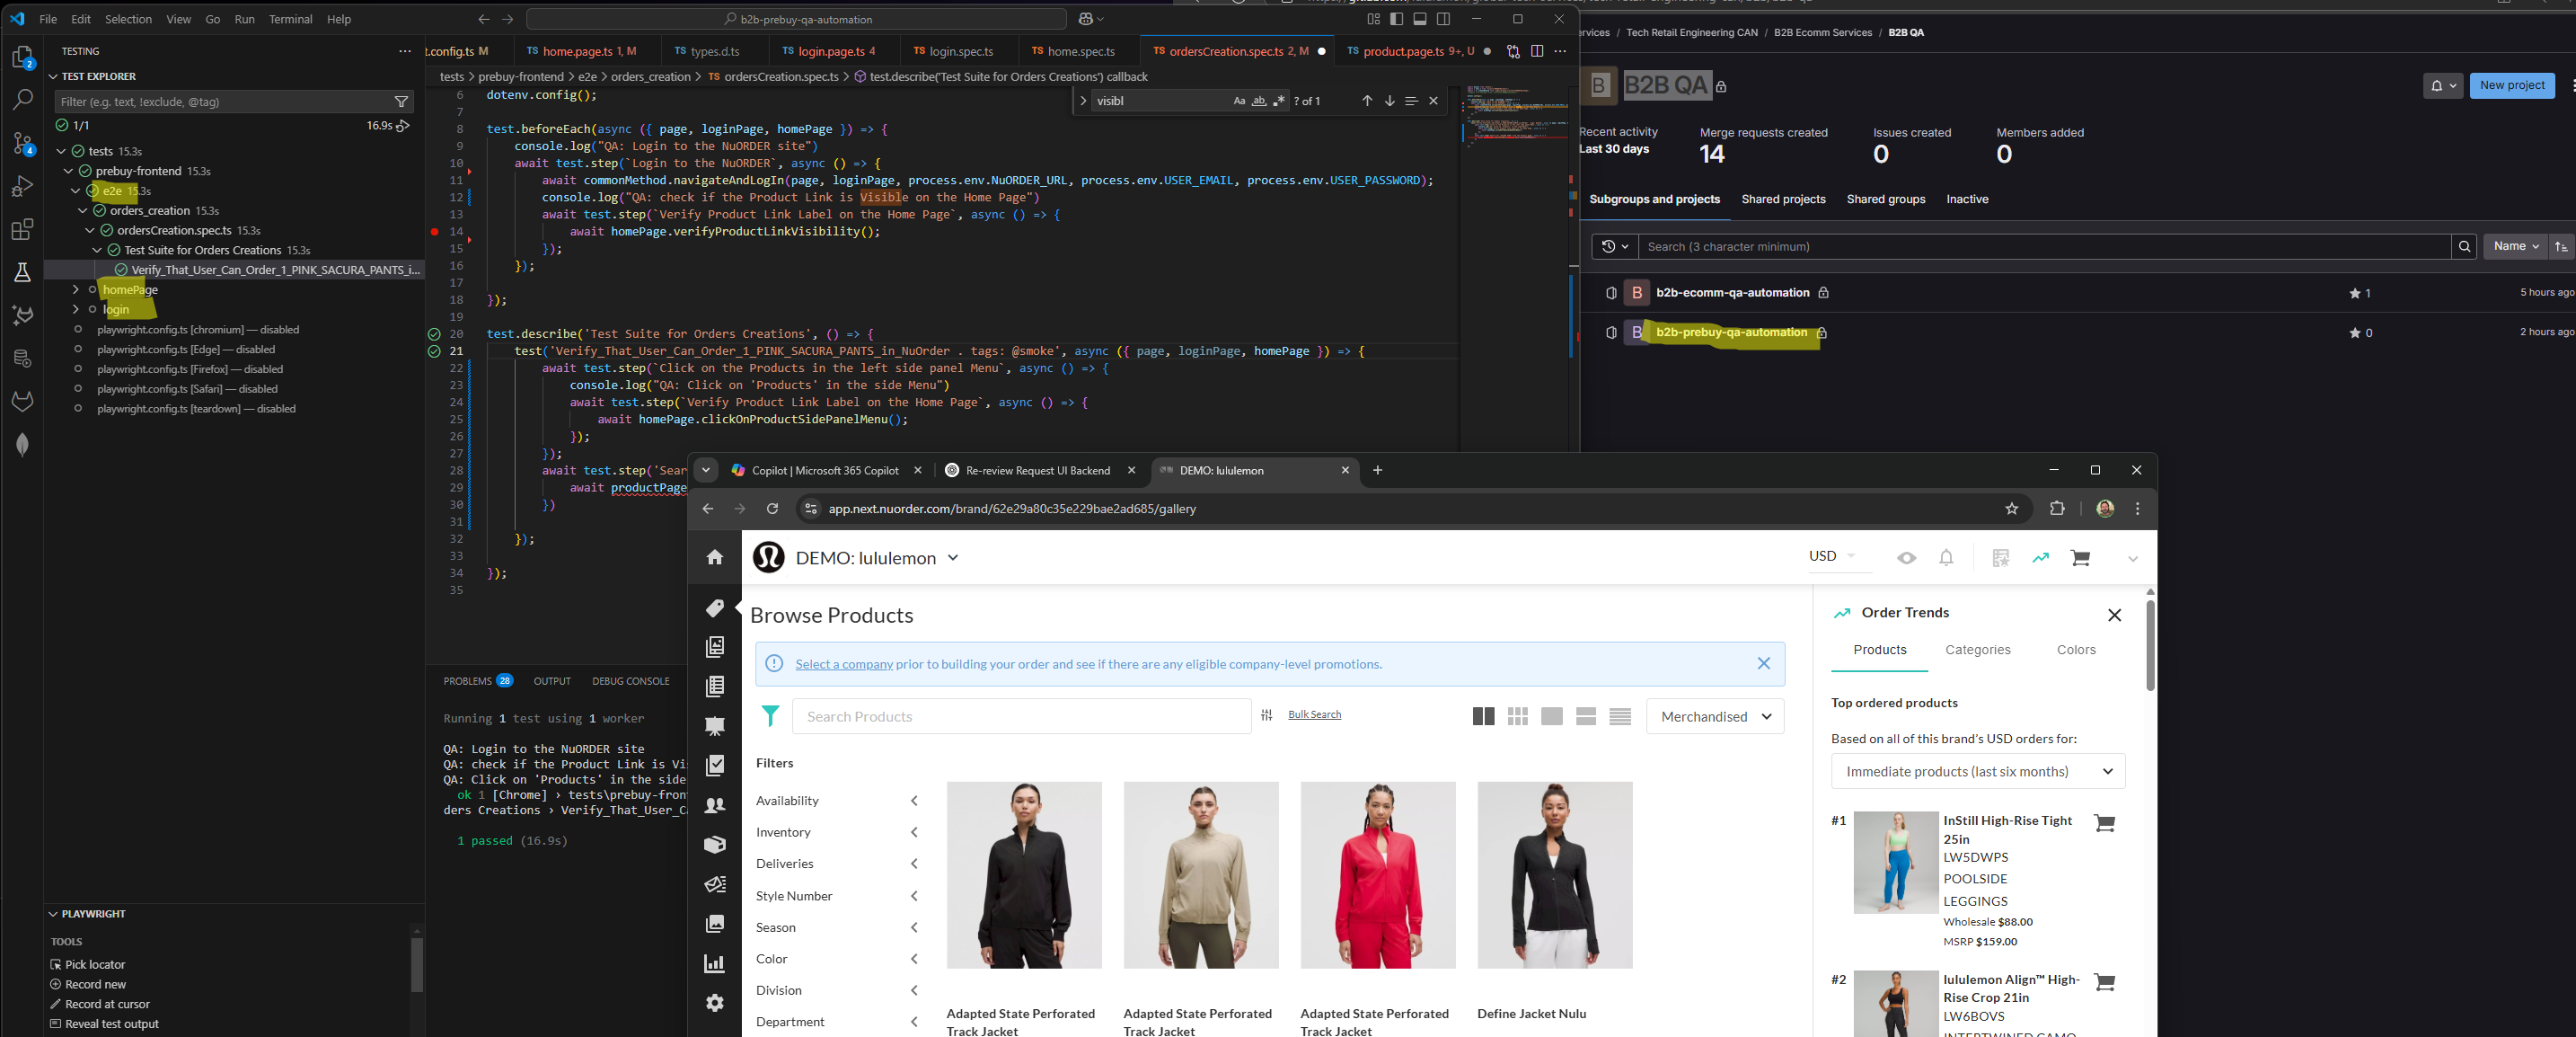 File Edit Selection View Go Run Terminal Help
b2b-prebuy-qa-automation
TESTING
TEST EXPLORER
Filter (e.g. text, !exclude, @tag)
1/1 16.9s
tests 15.3s
prebuy-frontend 15.3s
e2e 15.3s
orders_creation 15.3s
ordersCreation.spec.ts 15.3s
Test Suite for Orders Creations 15.3s
Verify_That_User_Can_Order_1_PINK_SACURA_PANTS_i...
homePage
login
playwright.config.ts [chromium] — disabled
playwright.config.ts [Edge] — disabled
playwright.config.ts [Firefox] — disabled
playwright.config.ts [Safari] — disabled
playwright.config.ts [teardown] — disabled
PLAYWRIGHT
TOOLS
Pick locator
Record new
Record at cursor
Reveal test output
t.config.ts M TS home.page.ts 1, M TS types.d.ts TS login.page.ts 4 TS login.spec.ts TS home.spec.ts TS ordersCreation.spec.ts 2, M TS product.page.ts 9+, U
tests > prebuy-frontend > e2e > orders_creation > TS ordersCreation.spec.ts > test.describe('Test Suite for Orders Creations') callback
visibl Aa ab ? of 1
6 dotenv.config();
7
8 test.beforeEach(async ({ page, loginPage, homePage }) => {
9 console.log("QA: Login to the NuORDER site")
10 await test.step(`Login to the NuORDER`, async () => {
11 await commonMethod.navigateAndLogIn(page, loginPage, process.env.NuORDER_URL, process.env.USER_EMAIL, process.env.USER_PASSWORD);
12 console.log("QA: check if the Product Link is Visible on the Home Page")
13 await test.step(`Verify Product Link Label on the Home Page`, async () => {
14 await homePage.verifyProductLinkVisibility();
15 });
16 });
17
18 });
19
20 test.describe('Test Suite for Orders Creations', () => {
21 test('Verify_That_User_Can_Order_1_PINK_SACURA_PANTS_in_NuOrder . tags: @smoke', async ({ page, loginPage, homePage }) => {
22 await test.step(`Click on the Products in the left side panel Menu`, async () => {
23 console.log("QA: Click on 'Products' in the side Menu")
24 await test.step(`Verify Product Link Label on the Home Page`, async () => {
25 await homePage.clickOnProductSidePanelMenu();
26 });
27 });
28 await test.step('Sear
29 await productPage
30 })
31
32 });
33
34 });
35
PROBLEMS 28 OUTPUT DEBUG CONSOLE
Running 1 test using 1 worker
QA: Login to the NuORDER site
QA: check if the Product Link is Vi
QA: Click on 'Products' in the side
ok 1 [Chrome] › tests\prebuy-front
ders Creations › Verify_That_User_Ca
1 passed (16.9s)
Tech Retail Engineering CAN / B2B Ecomm Services / B2B QA
B B2B QA
New project
Recent activity
Last 30 days
Merge requests created
14
Issues created
0
Members added
0
Subgroups and projects Shared projects Shared groups Inactive
Search (3 character minimum)
Name
B b2b-ecomm-qa-automation 1 5 hours ago
B b2b-prebuy-qa-automation 0 2 hours ago
Copilot | Microsoft 365 Copilot Re-review Request UI Backend DEMO: lululemon
app.next.nuorder.com/brand/62e29a80c35e229bae2ad685/gallery
DEMO: lululemon
USD
Browse Products
Select a company prior to building your order and see if there are any eligible company-level promotions.
Search Products
Bulk Search
Merchandised
Filters
Availability
Inventory
Deliveries
Style Number
Season
Color
Division
Department
Adapted State Perforated Track Jacket
Adapted State Perforated Track Jacket
Adapted State Perforated Track Jacket
Define Jacket Nulu
Order Trends
Products Categories Colors
Top ordered products
Based on all of this brand's USD orders for:
Immediate products (last six months)
#1 InStill High-Rise Tight
25in
LW5DWPS
POOLSIDE
LEGGINGS
Wholesale $88.00
MSRP $159.00
#2 lululemon Align™ High-
Rise Crop 21in
LW6BOVS